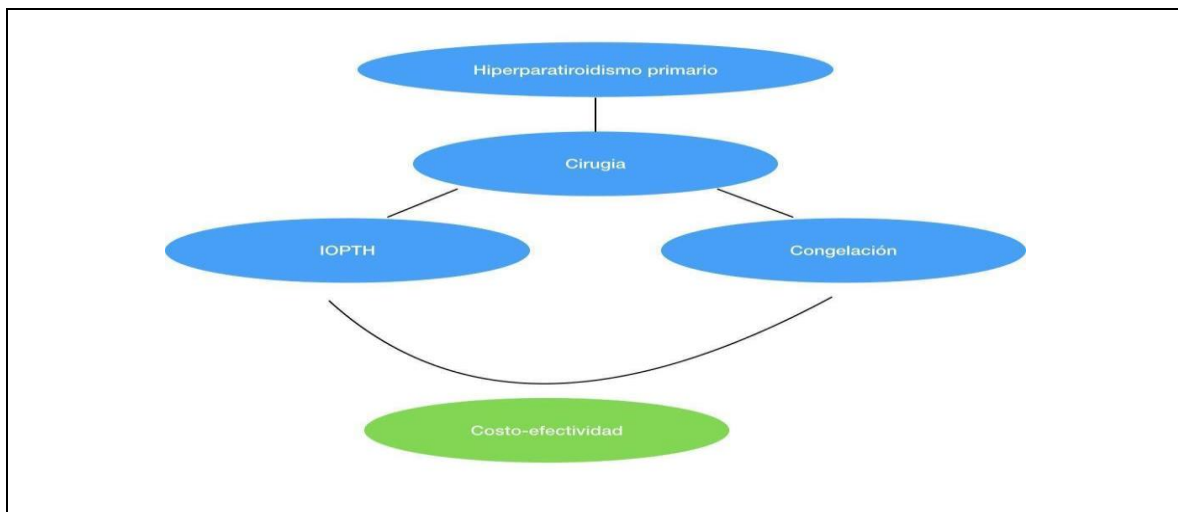 Hiperparatiroidismo primario
Cirugia
IOPTH
Congelación
Costo-efectividad